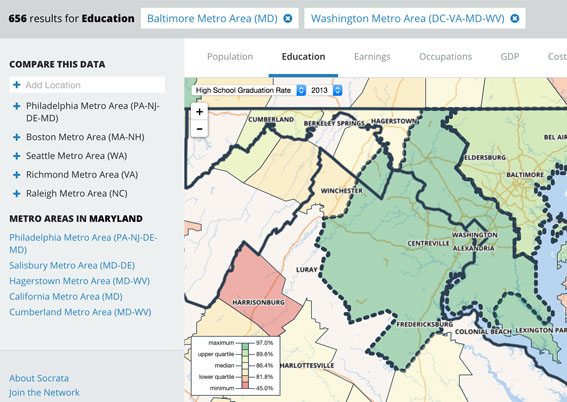 656 results for Education
Baltimore Metro Area (MD)
Washington Metro Area (DC-VA-MD-WV)
COMPARE THIS DATA
Add Location
Philadelphia Metro Area (PA-NJ-
DE-MD)
Boston Metro Area (MA-NH)
Seattle Metro Area (WA)
Richmond Metro Area (VA)
Raleigh Metro Area (NC)
METRO AREAS IN MARYLAND
Philadelphia Metro Area (PA-NJ-DE-
MD)
Salisbury Metro Area (MD-DE)
Hagerstown Metro Area (MD-WV)
California Metro Area (MD)
Cumberland Metro Area (MD-WV)
About Socrata
Join the Network
Population
Education
Earnings
Occupations
GDP
Cost
High School Graduation Rate
2013
+
−
CUMBERLAND
BERKELEY SPRINGS
HAGERSTOWN
BEL AI
ELDERSBURG
BALTIMORE
WINCHESTER
WASHINGTON
CENTREVILLE
ALEXANDRIA
LURAY
HARRISONBURG
FREDERICKSBURG
COLONIAL BEACH
LEXINGTON PAR
HARLOTTESVILLE
maximum 97.0%
upper quartile 89.6%
median 86.4%
lower quartile 81.8%
minimum 45.0%